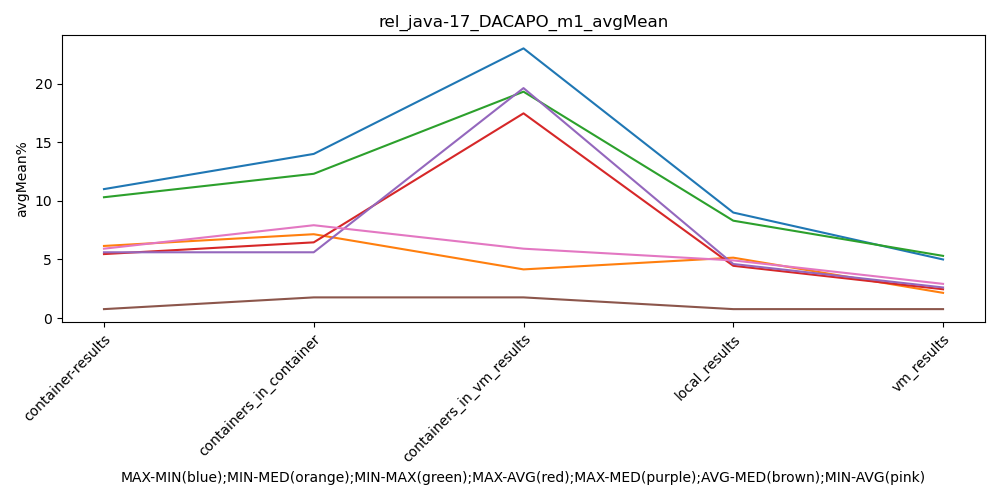 rel_java-17_DACAPO_m1_avgMean
avgMean%
20
15
10
5
0
container-results
containers_in_container
containers_in_vm_results
local_results
vm_results
MAX-MIN(blue);MIN-MED(orange);MIN-MAX(green);MAX-AVG(red);MAX-MED(purple);AVG-MED(brown);MIN-AVG(pink)